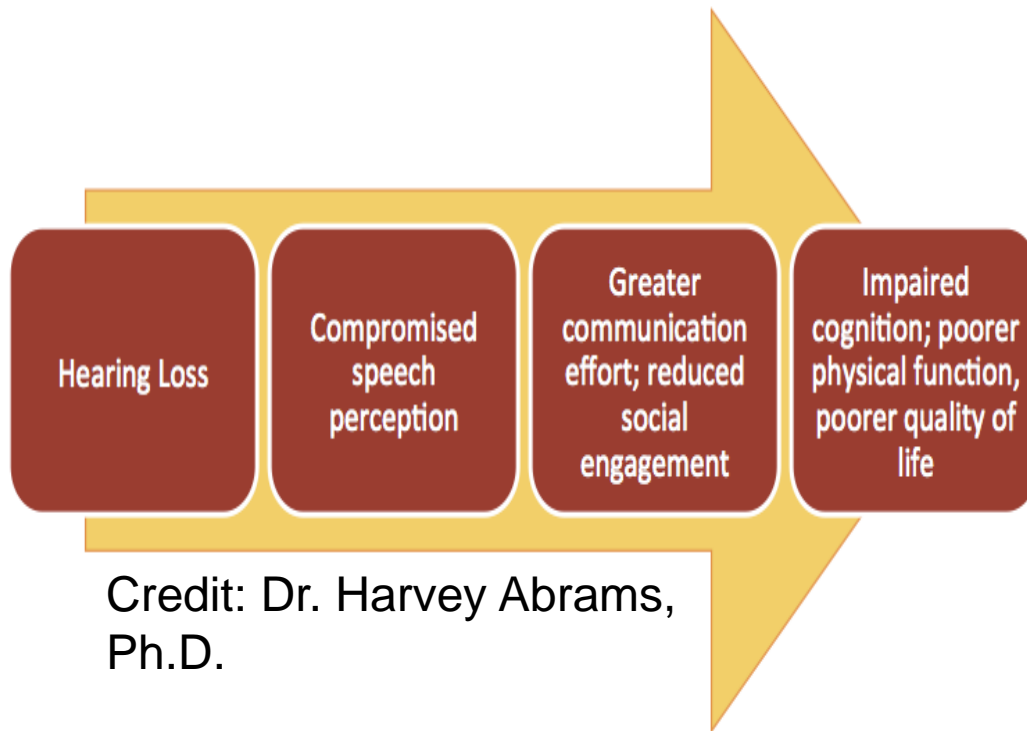 Hearing Loss
Compromised
speech
perception
Greater
communication
effort; reduced
social
engagement
Impaired
cognition; poorer
physical function,
poorer quality of
life
Credit: Dr. Harvey Abrams,
Ph.D.